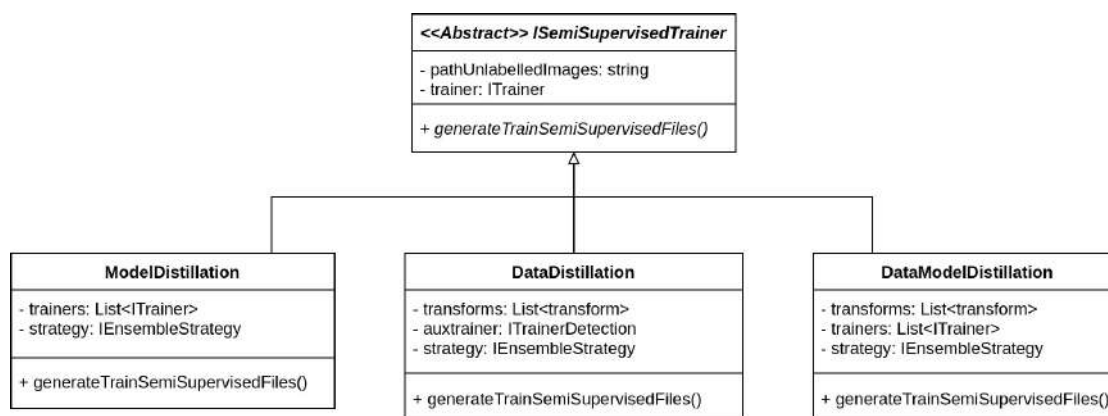 <<Abstract>> ISemiSupervisedTrainer
- pathUnlabelledImages: string
- trainer: ITrainer
+ generateTrainSemiSupervisedFiles()
ModelDistillation
- trainers: List<ITrainer>
- strategy: IEnsembleStrategy
+ generateTrainSemiSupervisedFiles()
DataDistillation
- transforms: List<transform>
- auxtrainer: ITrainerDetection
- strategy: IEnsembleStrategy
+ generateTrainSemiSupervisedFiles()
DataModelDistillation
- transforms: List<transform>
- trainers: List<ITrainer>
- strategy: IEnsembleStrategy
+ generateTrainSemiSupervisedFiles()